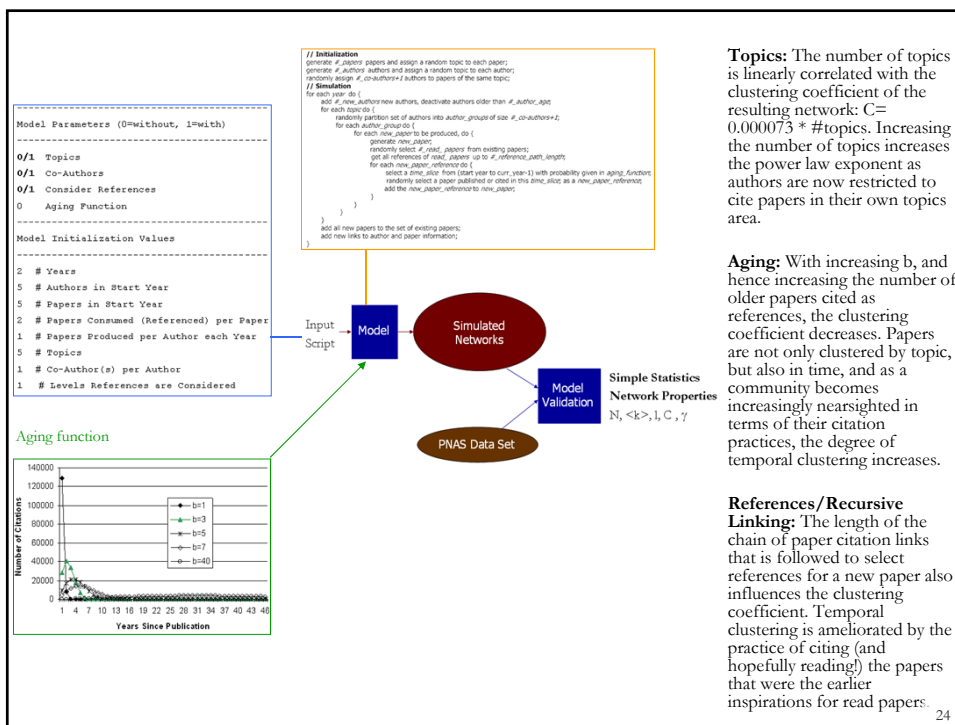 // Initialization
generate #_papers papers and assign a random topic to each paper;
generate #_authors authors and assign a random topic to each author;
randomly assign #_co-authors+1 authors to papers of the same topic;
// Simulation
for each year do {
add #_new_authors new authors, deactivate authors older than #_author_age;
for each topic do {
randomly partition set of authors into author_groups of size #_co-authors+1;
for each author_group do {
for each new_paper to be produced, do {
generate new_paper;
randomly select #_read_papers from existing papers;
get all references of read_papers up to #_reference_path_length;
for each new_paper_reference do {
select a time_slice from (start year to curr_year-1) with probability given in aging_function;
randomly select a paper published or cited in this time_slice, as a new_paper_reference;
add the new_paper_reference to new_paper;
}
}
}
}
add all new papers to the set of existing papers;
add new links to author and paper information;
}
Model Parameters (0=without, 1=with)
0/1 Topics
0/1 Co-Authors
0/1 Consider References
0 Aging Function
Model Initialization Values
2 # Years
5 # Authors in Start Year
5 # Papers in Start Year
2 # Papers Consumed (Referenced) per Paper
1 # Papers Produced per Author each Year
5 # Topics
1 # Co-Author(s) per Author
1 # Levels References are Considered
Input
Script
Model
Simulated
Networks
Model
Validation
PNAS Data Set
Simple Statistics
Network Properties
N, <k>, l, C , γ
Aging function
140000
120000
100000
80000
60000
40000
20000
0
Number of Citations
b=1
b=3
b=5
b=7
b=40
1 4 7 10 13 16 19 22 25 28 31 34 37 40 43 46
Years Since Publication
Topics: The number of topics
is linearly correlated with the
clustering coefficient of the
resulting network: C=
0.000073 * #topics. Increasing
the number of topics increases
the power law exponent as
authors are now restricted to
cite papers in their own topics
area.
Aging: With increasing b, and
hence increasing the number of
older papers cited as
references, the clustering
coefficient decreases. Papers
are not only clustered by topic,
but also in time, and as a
community becomes
increasingly nearsighted in
terms of their citation
practices, the degree of
temporal clustering increases.
References/Recursive
Linking: The length of the
chain of paper citation links
that is followed to select
references for a new paper also
influences the clustering
coefficient. Temporal
clustering is ameliorated by the
practice of citing (and
hopefully reading!) the papers
that were the earlier
inspirations for read papers.
24